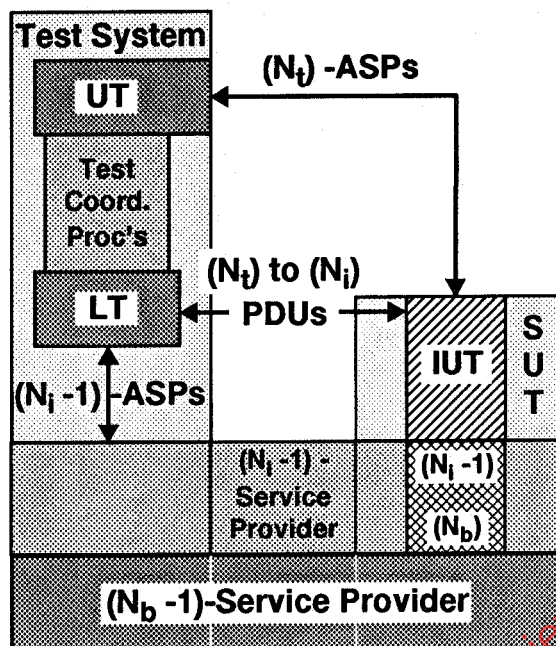 Test System
UT
(Nt) -ASPs
Test
Coord.
Proc's
(Nt) to (Ni)
PDUs
LT
IUT
S
U
T
(Ni -1) -ASPs
(Ni -1) -
Service
Provider
(Ni -1)
(Nb)
(Nb -1)-Service Provider